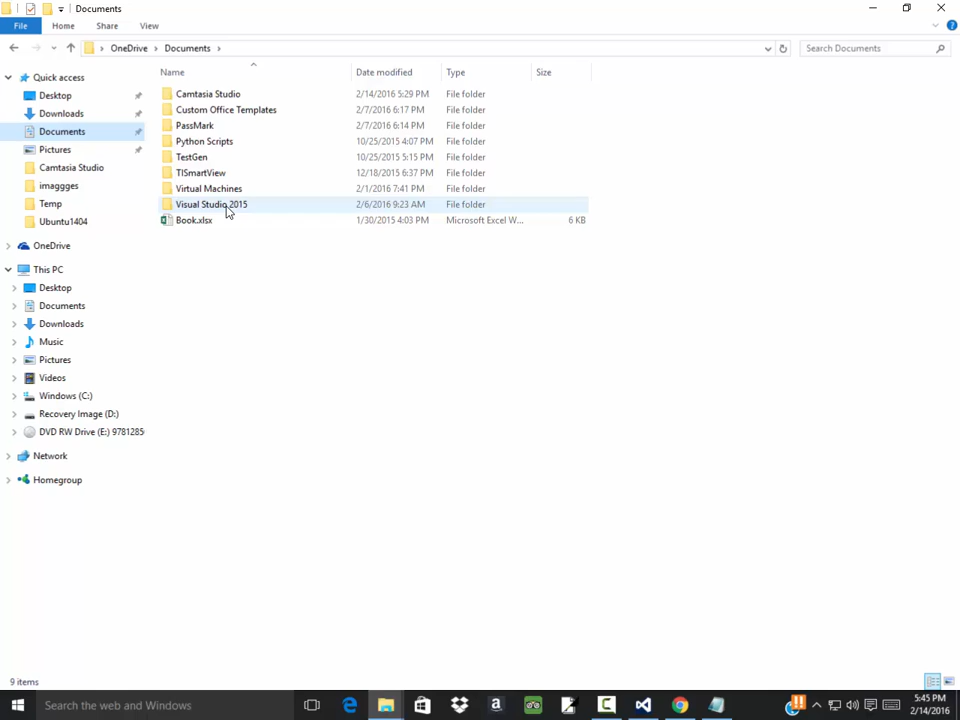 Documents
File Home Share View
OneDrive Documents Search Documents
Name Date modified Type Size
Quick access
Desktop
Downloads
Documents
Pictures
Camtasia Studio
imaggges
Temp
Ubuntu1404
OneDrive
This PC
Desktop
Documents
Downloads
Music
Pictures
Videos
Windows (C:)
Recovery Image (D:)
DVD RW Drive (E:) 9781285
Network
Homegroup
Camtasia Studio 2/14/2016 5:29 PM File folder
Custom Office Templates 2/7/2016 6:17 PM File folder
PassMark 2/7/2016 6:14 PM File folder
Python Scripts 10/25/2015 4:07 PM File folder
TestGen 10/25/2015 5:15 PM File folder
TISmartView 12/18/2015 6:37 PM File folder
Virtual Machines 2/1/2016 7:41 PM File folder
Visual Studio 2015 2/6/2016 9:23 AM File folder
Book.xlsx 1/30/2015 4:03 PM Microsoft Excel W... 6 KB
9 items
Search the web and Windows
5:45 PM
2/14/2016